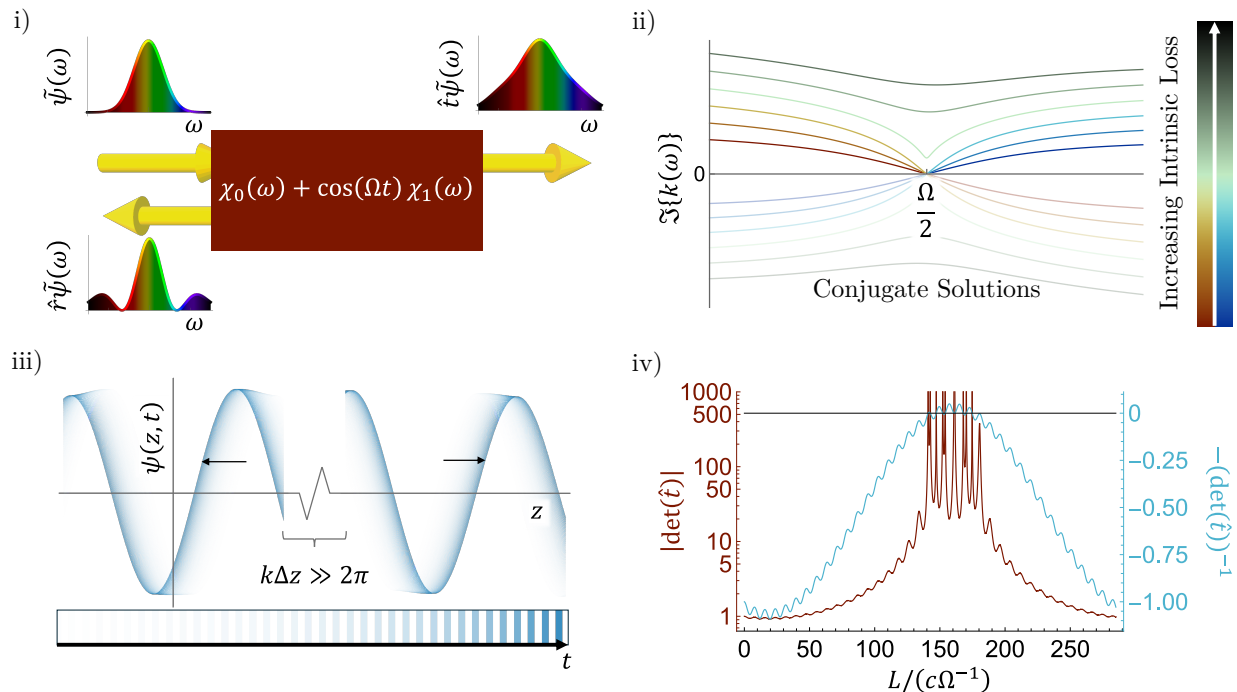 i)
ψ̃(ω)
ω
t̂ψ̃(ω)
ω
χ₀(ω) + cos(Ωt) χ₁(ω)
r̂ψ̃(ω)
ω
ii)
ℑ{k(ω)}
0
Ω
2
Conjugate Solutions
Increasing Intrinsic Loss
iii)
ψ(z, t)
z
kΔz ≫ 2π
t
iv)
|det(t̂)|
1000
500
100
50
10
5
1
0
-0.25
-0.50
-0.75
-1.00
−(det(t̂))⁻¹
0 50 100 150 200 250
L/(cΩ⁻¹)